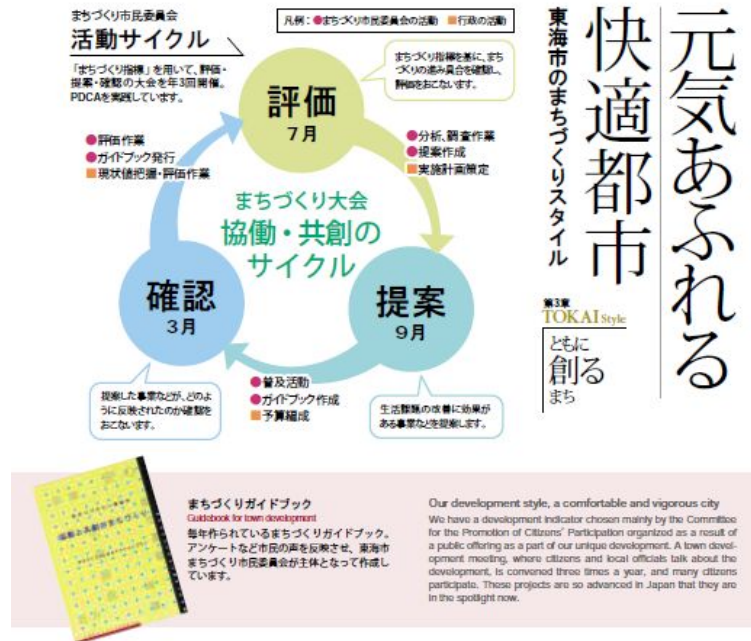 まちづくり市民委員会
活動サイクル
「まちづくり指標」を用いて、評価・
提案・確認の大会を年3回開催。
PDCAを実践しています。
凡例：●まちづくり市民委員会の活動 ■行政の活動
まちづくり指標を基に、まち
づくりの進み具合を確認し、
評価をおこないます。
評価
7月
●評価作業
●ガイドブック発行
■現状値把握・評価作業
●分析、調査作業
●提案作成
■実施計画策定
まちづくり大会
協働・共創の
サイクル
確認
3月
提案
9月
提案した事業などが、どのよ
うに反映されたのか確認を
おこないます。
●普及活動
●ガイドブック作成
■予算編成
生活課題の改善に効果が
ある事業などを提案します。
元気あふれる
快適都市
東海市のまちづくりスタイル
第3章
TOKAI Style
ともに
創る
まち
まちづくりガイドブック
Guidebook for town development
毎年作られているまちづくりガイドブック。
アンケートなど市民の声を反映させ、東海市
まちづくり市民委員会が主体となって作成し
ています。
Our development style, a comfortable and vigorous city
We have a development indicator chosen mainly by the Committee
for the Promotion of Citizens' Participation organized as a result of
a public offering as a part of our unique development. A town devel-
opment meeting, where citizens and local officials talk about the
development, is convened three times a year, and many citizens
participate. These projects are so advanced in Japan that they are
in the spotlight now.